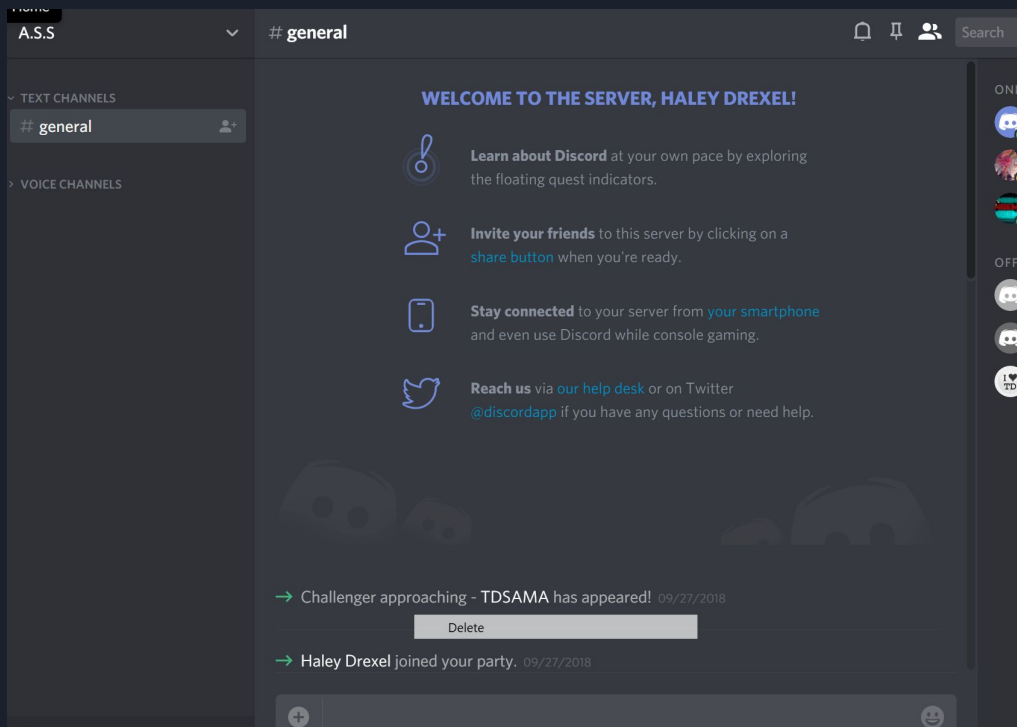 Home
A.S.S
# general
Search
TEXT CHANNELS
# general
VOICE CHANNELS
WELCOME TO THE SERVER, HALEY DREXEL!
Learn about Discord at your own pace by exploring
the floating quest indicators.
Invite your friends to this server by clicking on a
share button when you're ready.
Stay connected to your server from your smartphone
and even use Discord while console gaming.
Reach us via our help desk or on Twitter
@discordapp if you have any questions or need help.
Challenger approaching - TDSAMA has appeared! 09/27/2018
Delete
Haley Drexel joined your party. 09/27/2018
ONI
OFF
I ♥
TD